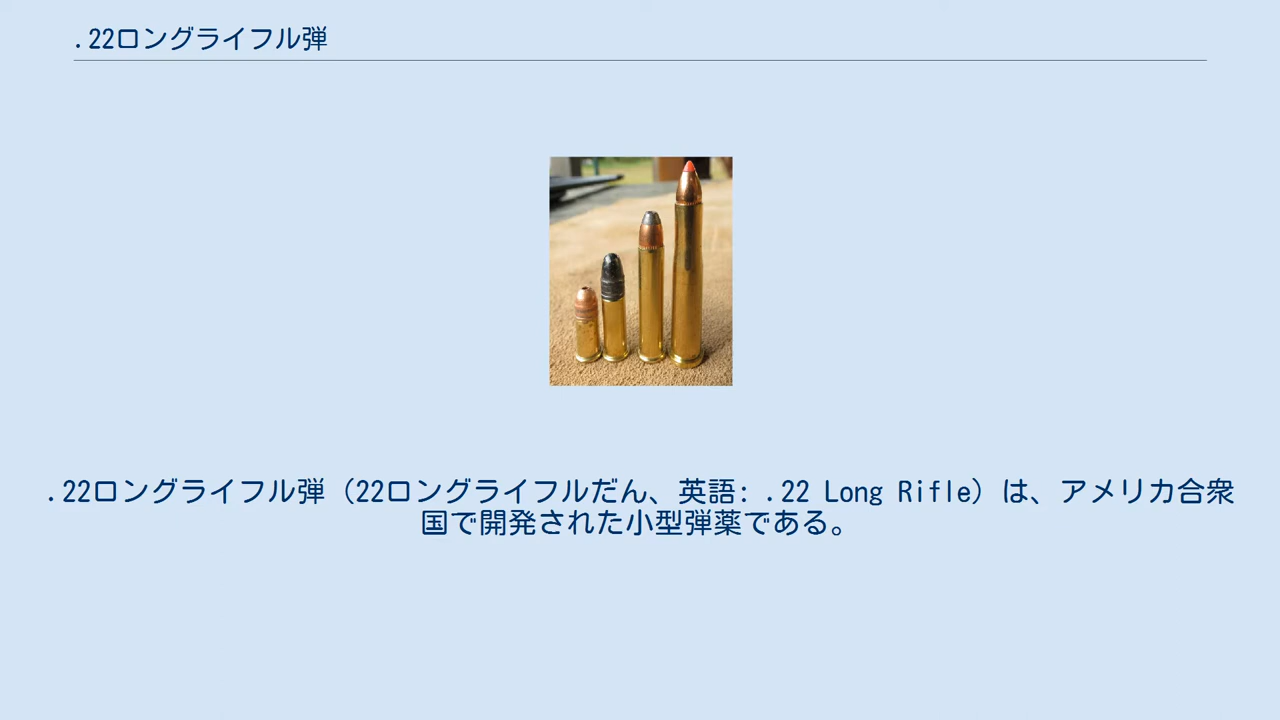 .22ロングライフル弾
.22ロングライフル弾（22ロングライフルだん、英語: .22 Long Rifle）は、アメリカ合衆
国で開発された小型弾薬である。